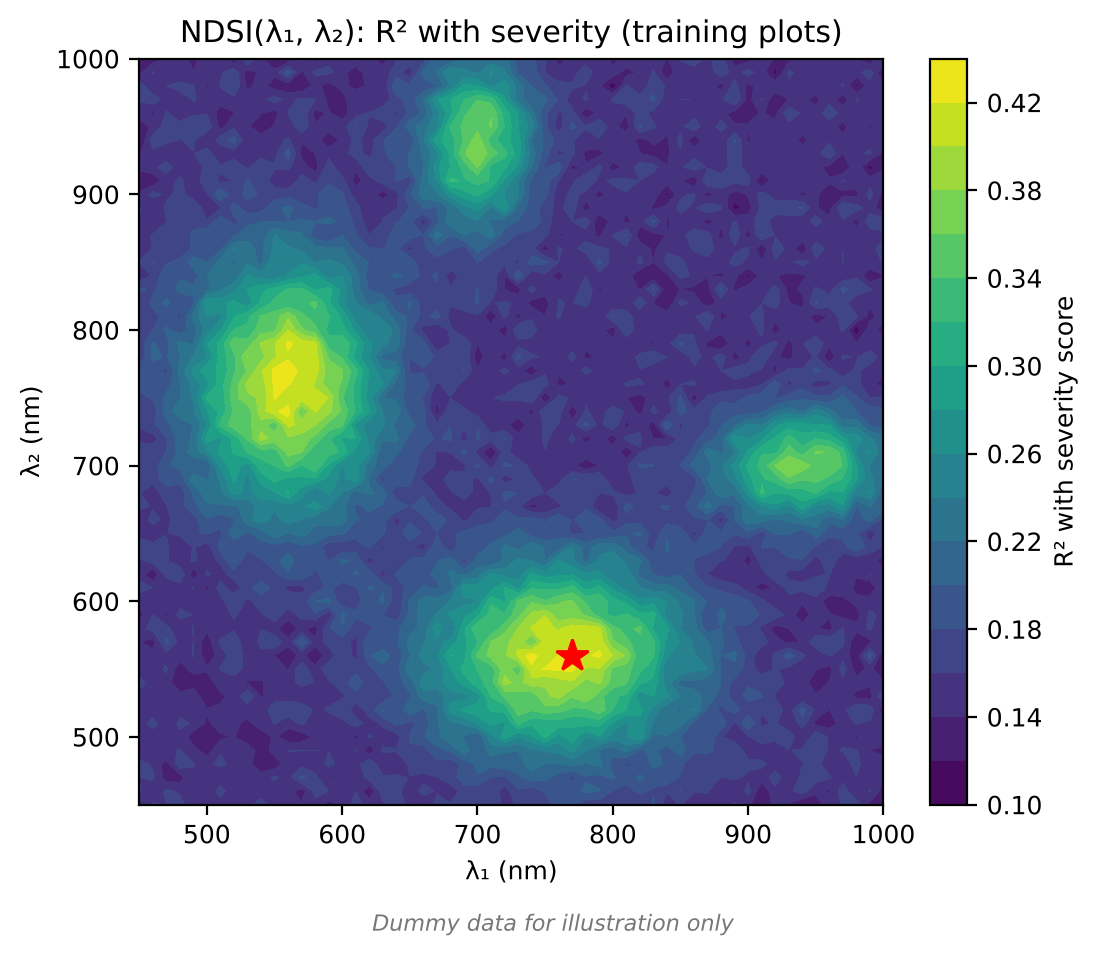 NDSI(λ₁, λ₂): R² with severity (training plots)
1000
900
800
700
600
500
λ₂ (nm)
500 600 700 800 900 1000
λ₁ (nm)
0.42
0.38
0.34
0.30
0.26
0.22
0.18
0.14
0.10
R² with severity score
Dummy data for illustration only